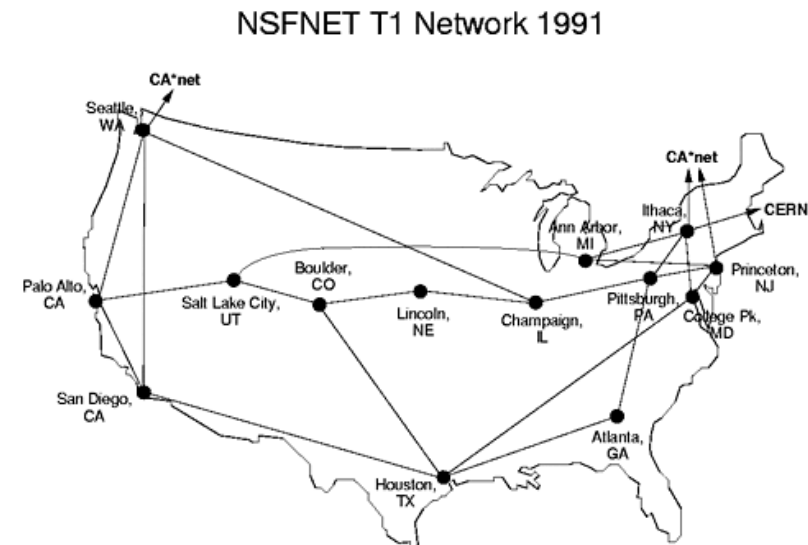 NSFNET T1 Network 1991
CA*net
Seattle,
WA
CA*net
Ithaca,
NY
CERN
Ann Arbor,
MI
Boulder,
CO
Palo Alto,
CA
Salt Lake City,
UT
Lincoln,
NE
Champaign,
IL
Pittsburgh,
PA
Princeton,
NJ
College Pk,
MD
San Diego,
CA
Atlanta,
GA
Houston,
TX